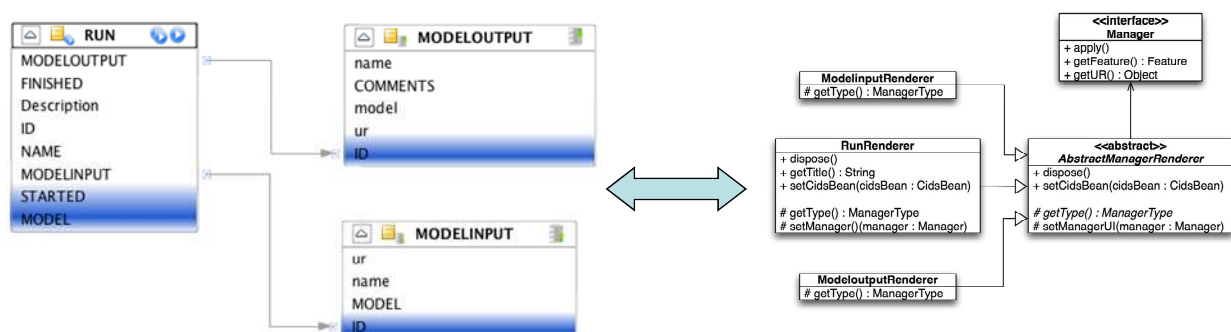 RUN
MODELOUTPUT
FINISHED
Description
ID
NAME
MODELINPUT
STARTED
MODEL
MODELOUTPUT
name
COMMENTS
model
ur
ID
MODELINPUT
ur
name
MODEL
ID
<<interface>>
Manager
+ apply()
+ getFeature() : Feature
+ getUR() : Object
ModelinputRenderer
# getType() : ManagerType
RunRenderer
+ dispose()
+ getTitle() : String
+ setCidsBean(cidsBean : CidsBean)
# getType() : ManagerType
# setManager()(manager : Manager)
<<abstract>>
AbstractManagerRenderer
+ dispose()
+ setCidsBean(cidsBean : CidsBean)
# getType() : ManagerType
# setManagerUI(manager : Manager)
ModeloutputRenderer
# getType() : ManagerType